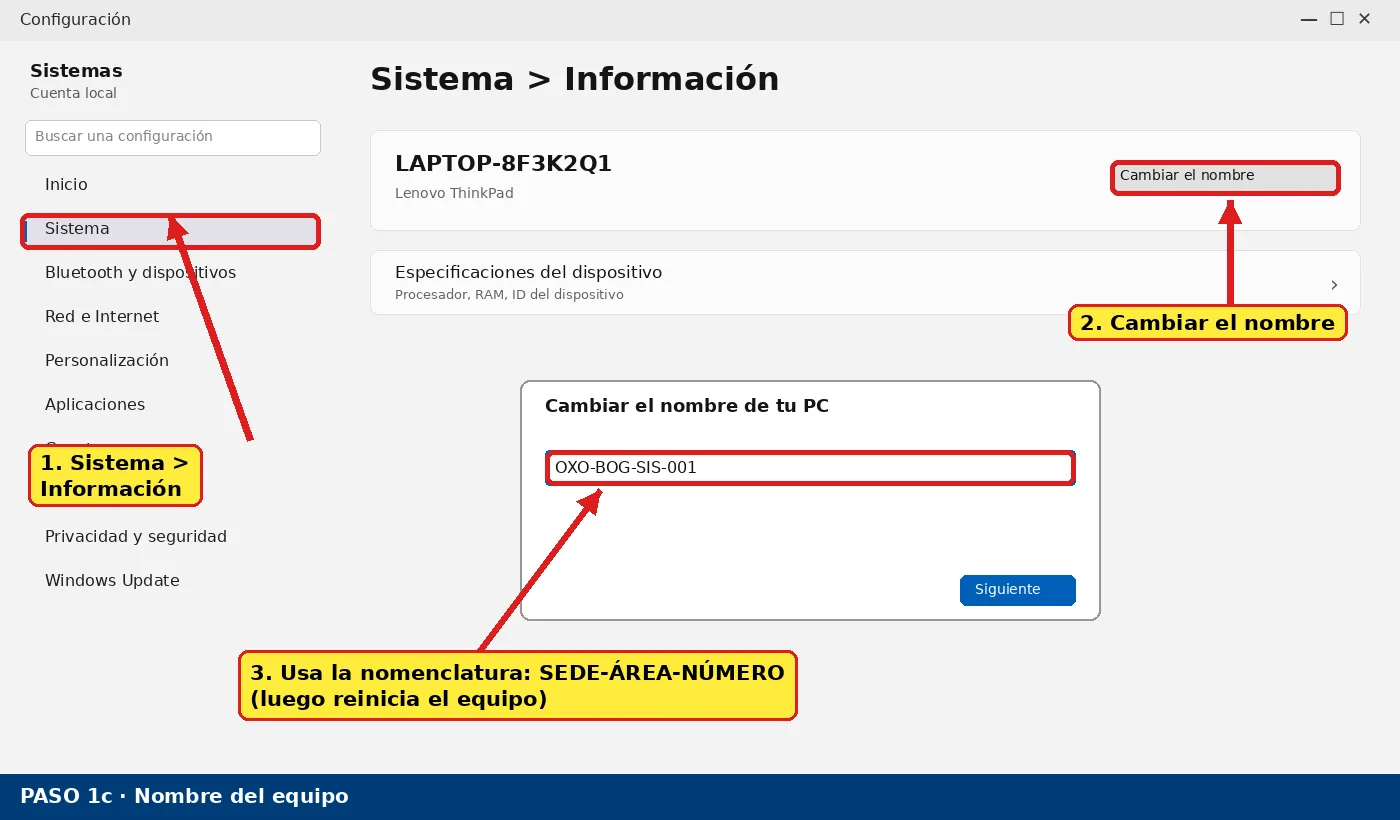 Configuración
Sistemas
Cuenta local
Buscar una configuración
Inicio
Sistema
Bluetooth y dispositivos
Red e Internet
Personalización
Aplicaciones
1. Sistema >
Información
Privacidad y seguridad
Windows Update
Sistema > Información
LAPTOP-8F3K2Q1
Lenovo ThinkPad
Cambiar el nombre
Especificaciones del dispositivo
Procesador, RAM, ID del dispositivo
2. Cambiar el nombre
Cambiar el nombre de tu PC
OXO-BOG-SIS-001
Siguiente
3. Usa la nomenclatura: SEDE-ÁREA-NÚMERO
(luego reinicia el equipo)
PASO 1c · Nombre del equipo